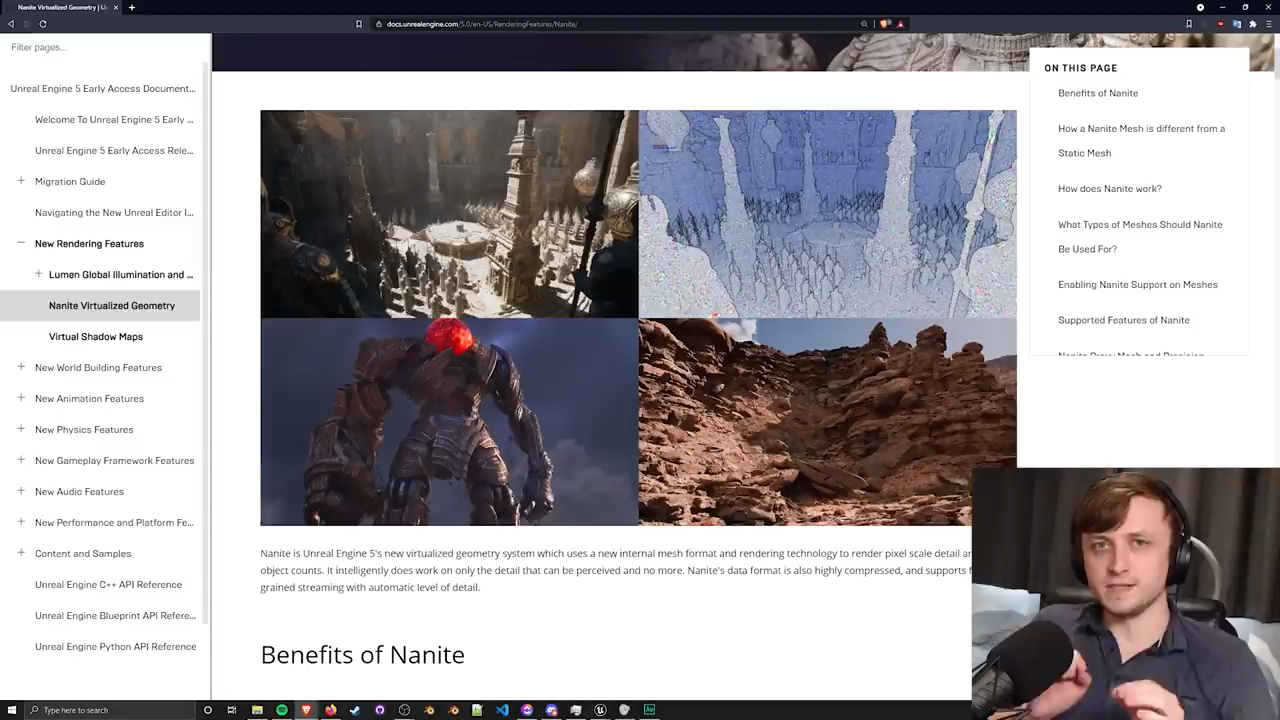 Nanite Virtualized Geometry | U
docs.unrealengine.com/5.0/en-US/RenderingFeatures/Nanite/
Filter pages...
Unreal Engine 5 Early Access Document...
Welcome To Unreal Engine 5 Early ...
Unreal Engine 5 Early Access Rele...
Migration Guide
Navigating the New Unreal Editor I...
New Rendering Features
Lumen Global Illumination and ...
Nanite Virtualized Geometry
Virtual Shadow Maps
New World Building Features
New Animation Features
New Physics Features
New Gameplay Framework Features
New Audio Features
New Performance and Platform Fe...
Content and Samples
Unreal Engine C++ API Reference
Unreal Engine Blueprint API Refere...
Unreal Engine Python API Reference
ON THIS PAGE
Benefits of Nanite
How a Nanite Mesh is different from a
Static Mesh
How does Nanite work?
What Types of Meshes Should Nanite
Be Used For?
Enabling Nanite Support on Meshes
Supported Features of Nanite
Nanite Proxy Mesh and Precision
Nanite is Unreal Engine 5's new virtualized geometry system which uses a new internal mesh format and rendering technology to render pixel scale detail
object counts. It intelligently does work on only the detail that can be perceived and no more. Nanite's data format is also highly compressed, and supports
grained streaming with automatic level of detail.
Benefits of Nanite
Type here to search